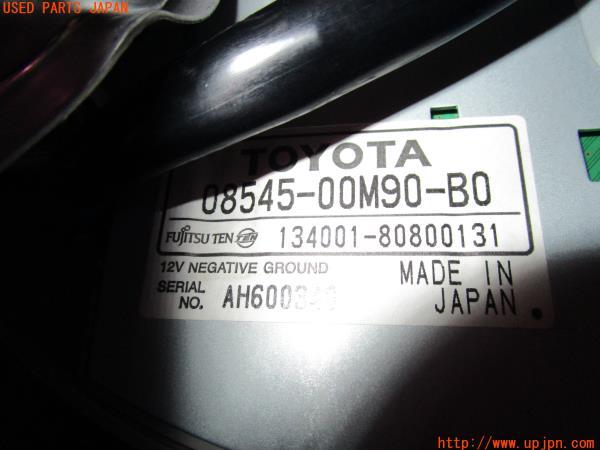 USED PARTS JAPAN
TOYOTA
08545-00M90-B0
FUJITSU TEN TEN 134001-80800131
12V NEGATIVE GROUND
MADE IN JAPAN.
SERIAL NO.
http://www.upjpn.com